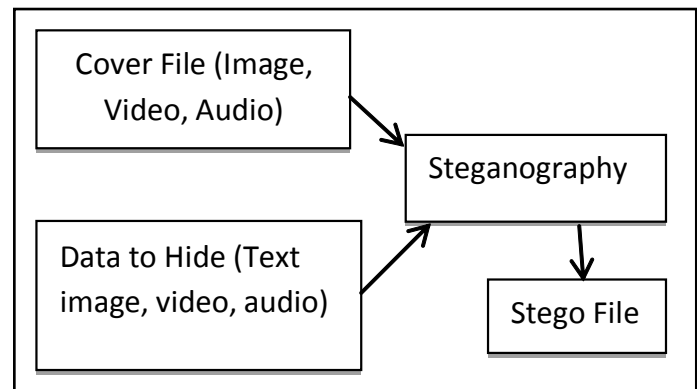 Cover File (Image,
Video, Audio)
Steganography
Data to Hide (Text
image, video, audio)
Stego File